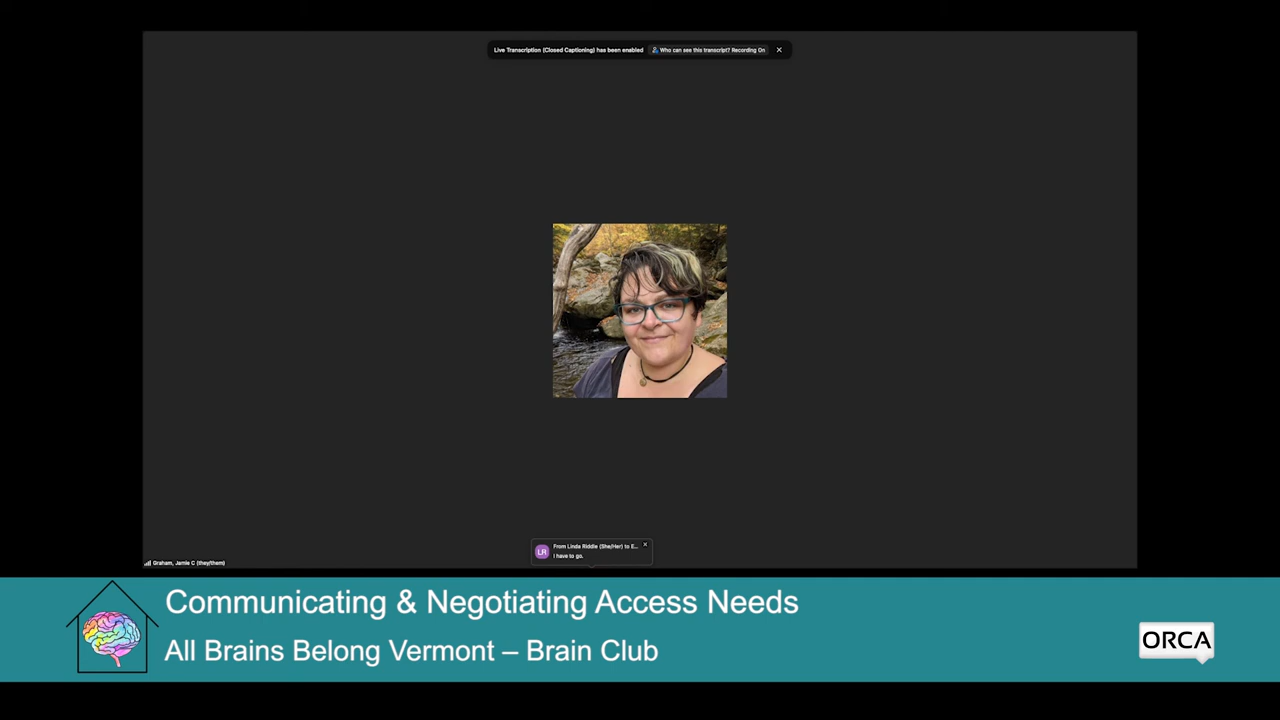 Live Transcription (Closed Captioning) has been enabled Who can see this transcript? Recording On
From Linda Riddle (She/Her) to E...
LR
I have to go.
Graham, Jamie C (they/them)
Communicating & Negotiating Access Needs
All Brains Belong Vermont – Brain Club
ORCA